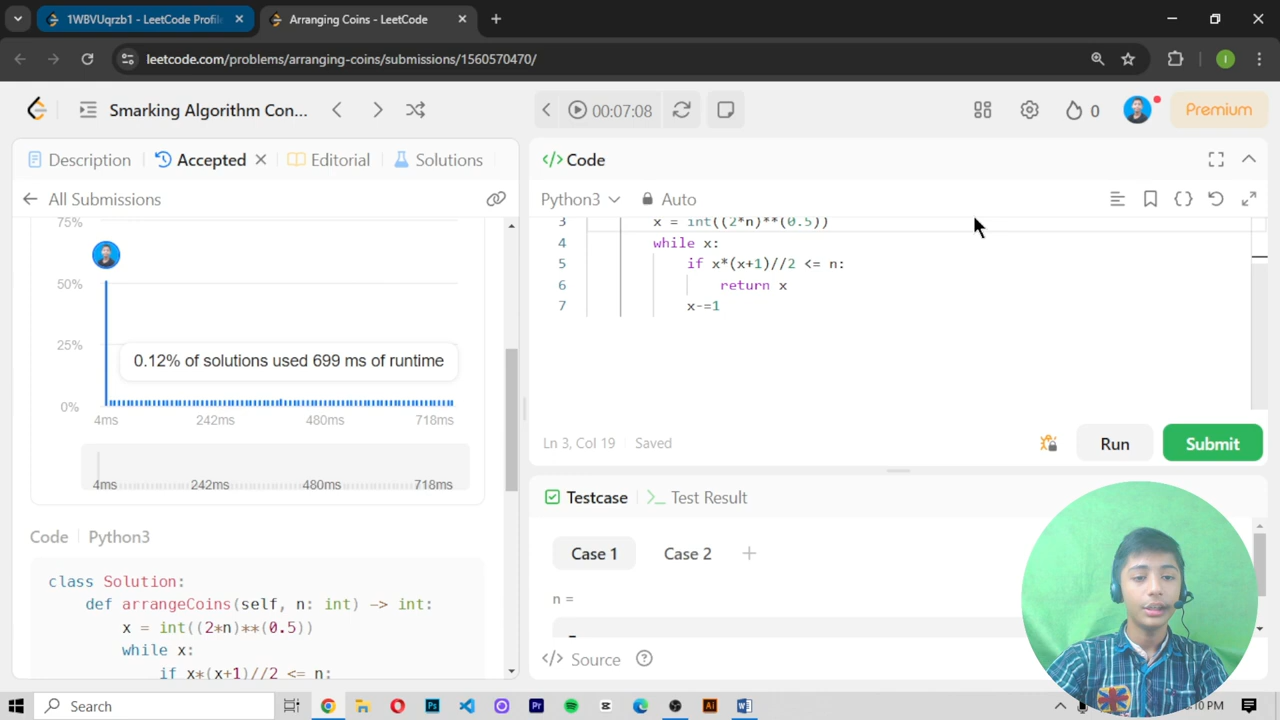 1WBVUqrzb1 - LeetCode Profil
Arranging Coins - LeetCode
leetcode.com/problems/arranging-coins/submissions/1560570470/
I
Smarking Algorithm Con...
00:07:08
0
Premium
Description
Accepted
Editorial
Solutions
</> Code
All Submissions
Python3
Auto
75%
50%
25%
0%
0.12% of solutions used 699 ms of runtime
4ms 242ms 480ms 718ms
4ms 242ms 480ms 718ms
3 x = int((2*n)**(0.5))
4 while x:
5 if x*(x+1)//2 <= n:
6 return x
7 x-=1
Ln 3, Col 19
Saved
Run
Submit
Code
Python3
class Solution:
def arrangeCoins(self, n: int) -> int:
x = int((2*n)**(0.5))
while x:
if x*(x+1)//2 <= n:
Testcase
Test Result
Case 1
Case 2
n =
</> Source
Search
10 PM